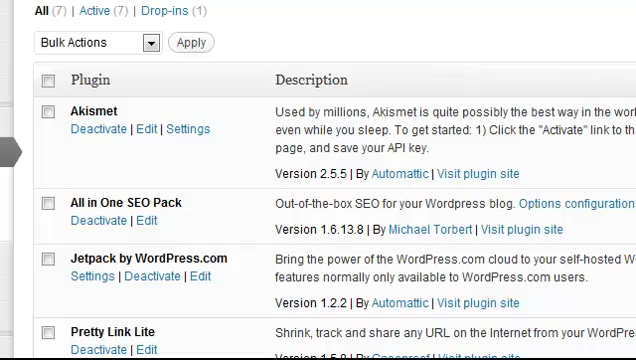 All (7) | Active (7) | Drop-ins (1)
Bulk Actions Apply
Plugin Description
Akismet Used by millions, Akismet is quite possibly the best way in the
Deactivate | Edit | Settings even while you sleep. To get started: 1) Click the "Activate" link to
page, and save your API key.
Version 2.5.5 | By Automattic | Visit plugin site
All in One SEO Pack Out-of-the-box SEO for your Wordpress blog. Options configuration
Deactivate | Edit
Version 1.6.13.8 | By Michael Torbert | Visit plugin site
Jetpack by WordPress.com Bring the power of the WordPress.com cloud to your self-hosted
Settings | Deactivate | Edit features normally only available to WordPress.com users.
Version 1.2.2 | By Automattic | Visit plugin site
Pretty Link Lite Shrink, track and share any URL on the Internet from your
Deactivate | Edit